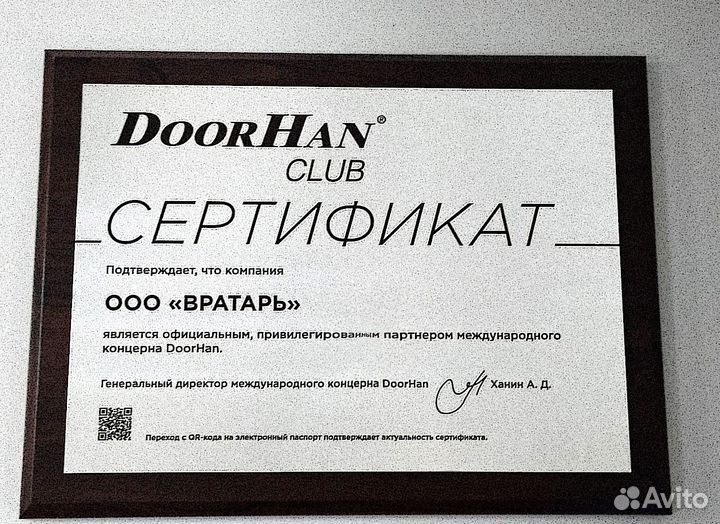 DOORHAN®
CLUB
СЕРТИФИКАТ
Подтверждает, что компания
ООО «ВРАТАРЬ»
является официальным, привилегированным партнером международного
концерна DoorHan.
Генеральный директор международного концерна DoorHan Ханин А. Д.
Переход с QR-кода на электронный паспорт подтверждает актуальность сертификата.
Avito